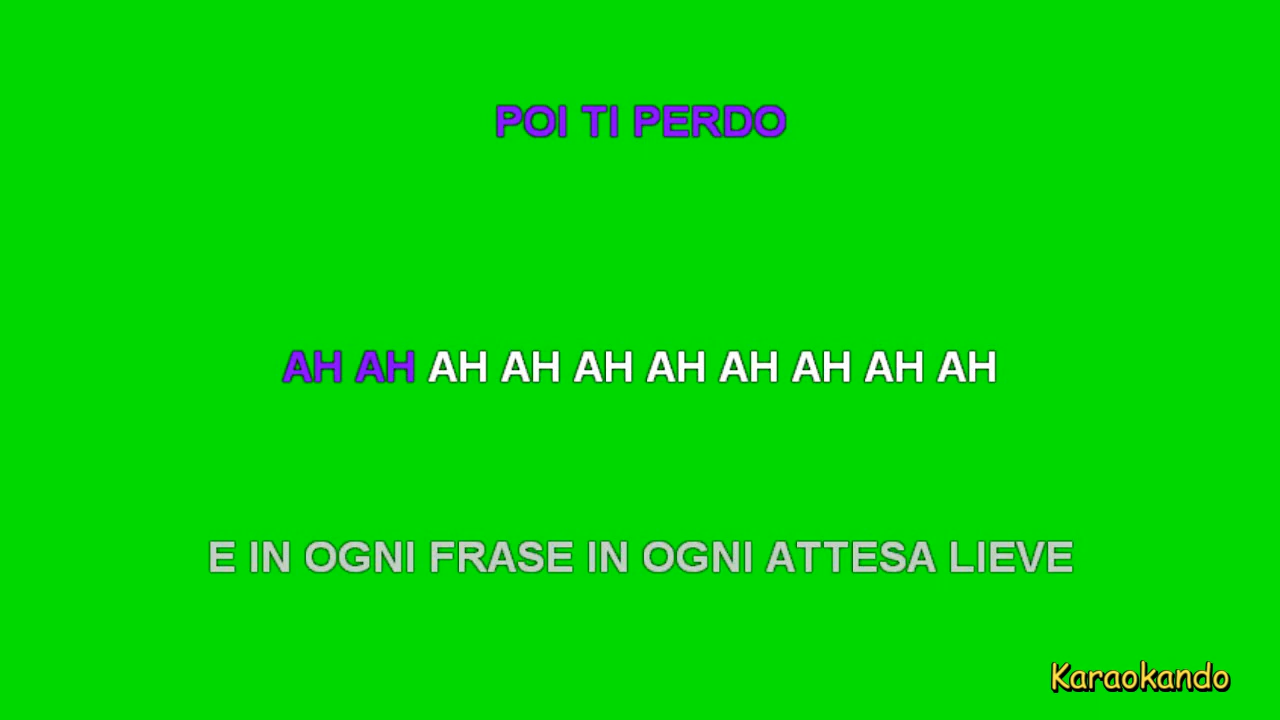 POI TI PERDO
AH AH AH AH AH AH AH AH AH AH
E IN OGNI FRASE IN OGNI ATTESA LIEVE
Karaokando